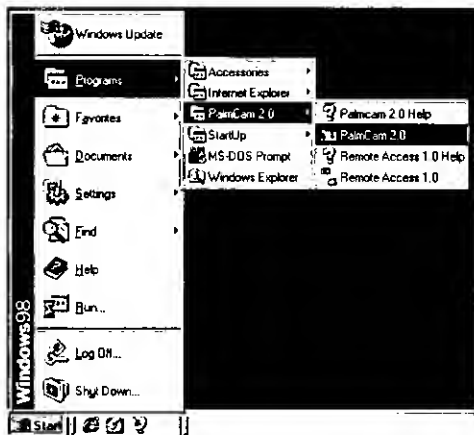 Windows Update
Programs
Favorites
Documents
Settings
Find
Help
Run...
Log Off...
Shut Down...
Windows98
Start
Accessories
Internet Explorer
PalmCam 2.0
StartUp
MS-DOS Prompt
Windows Explorer
Palmcam 2.0 Help
PalmCam 2.0
Remote Access 1.0 Help
Remote Access 1.0